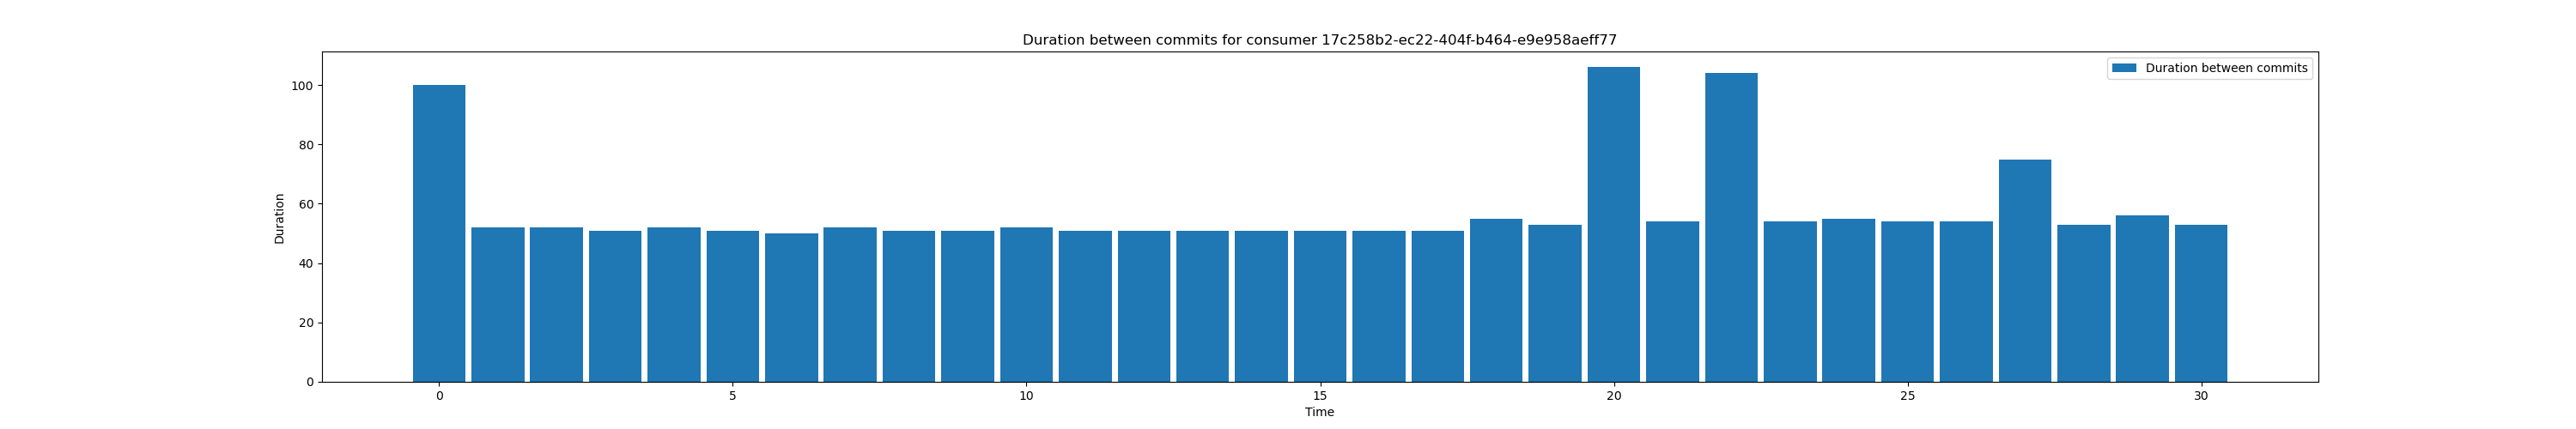 Duration between commits for consumer 17c258b2-ec22-404f-b464-e9e958aeff77
Duration between commits
100
80
60
40
20
0
Duration
0 5 10 15 20 25 30
Time